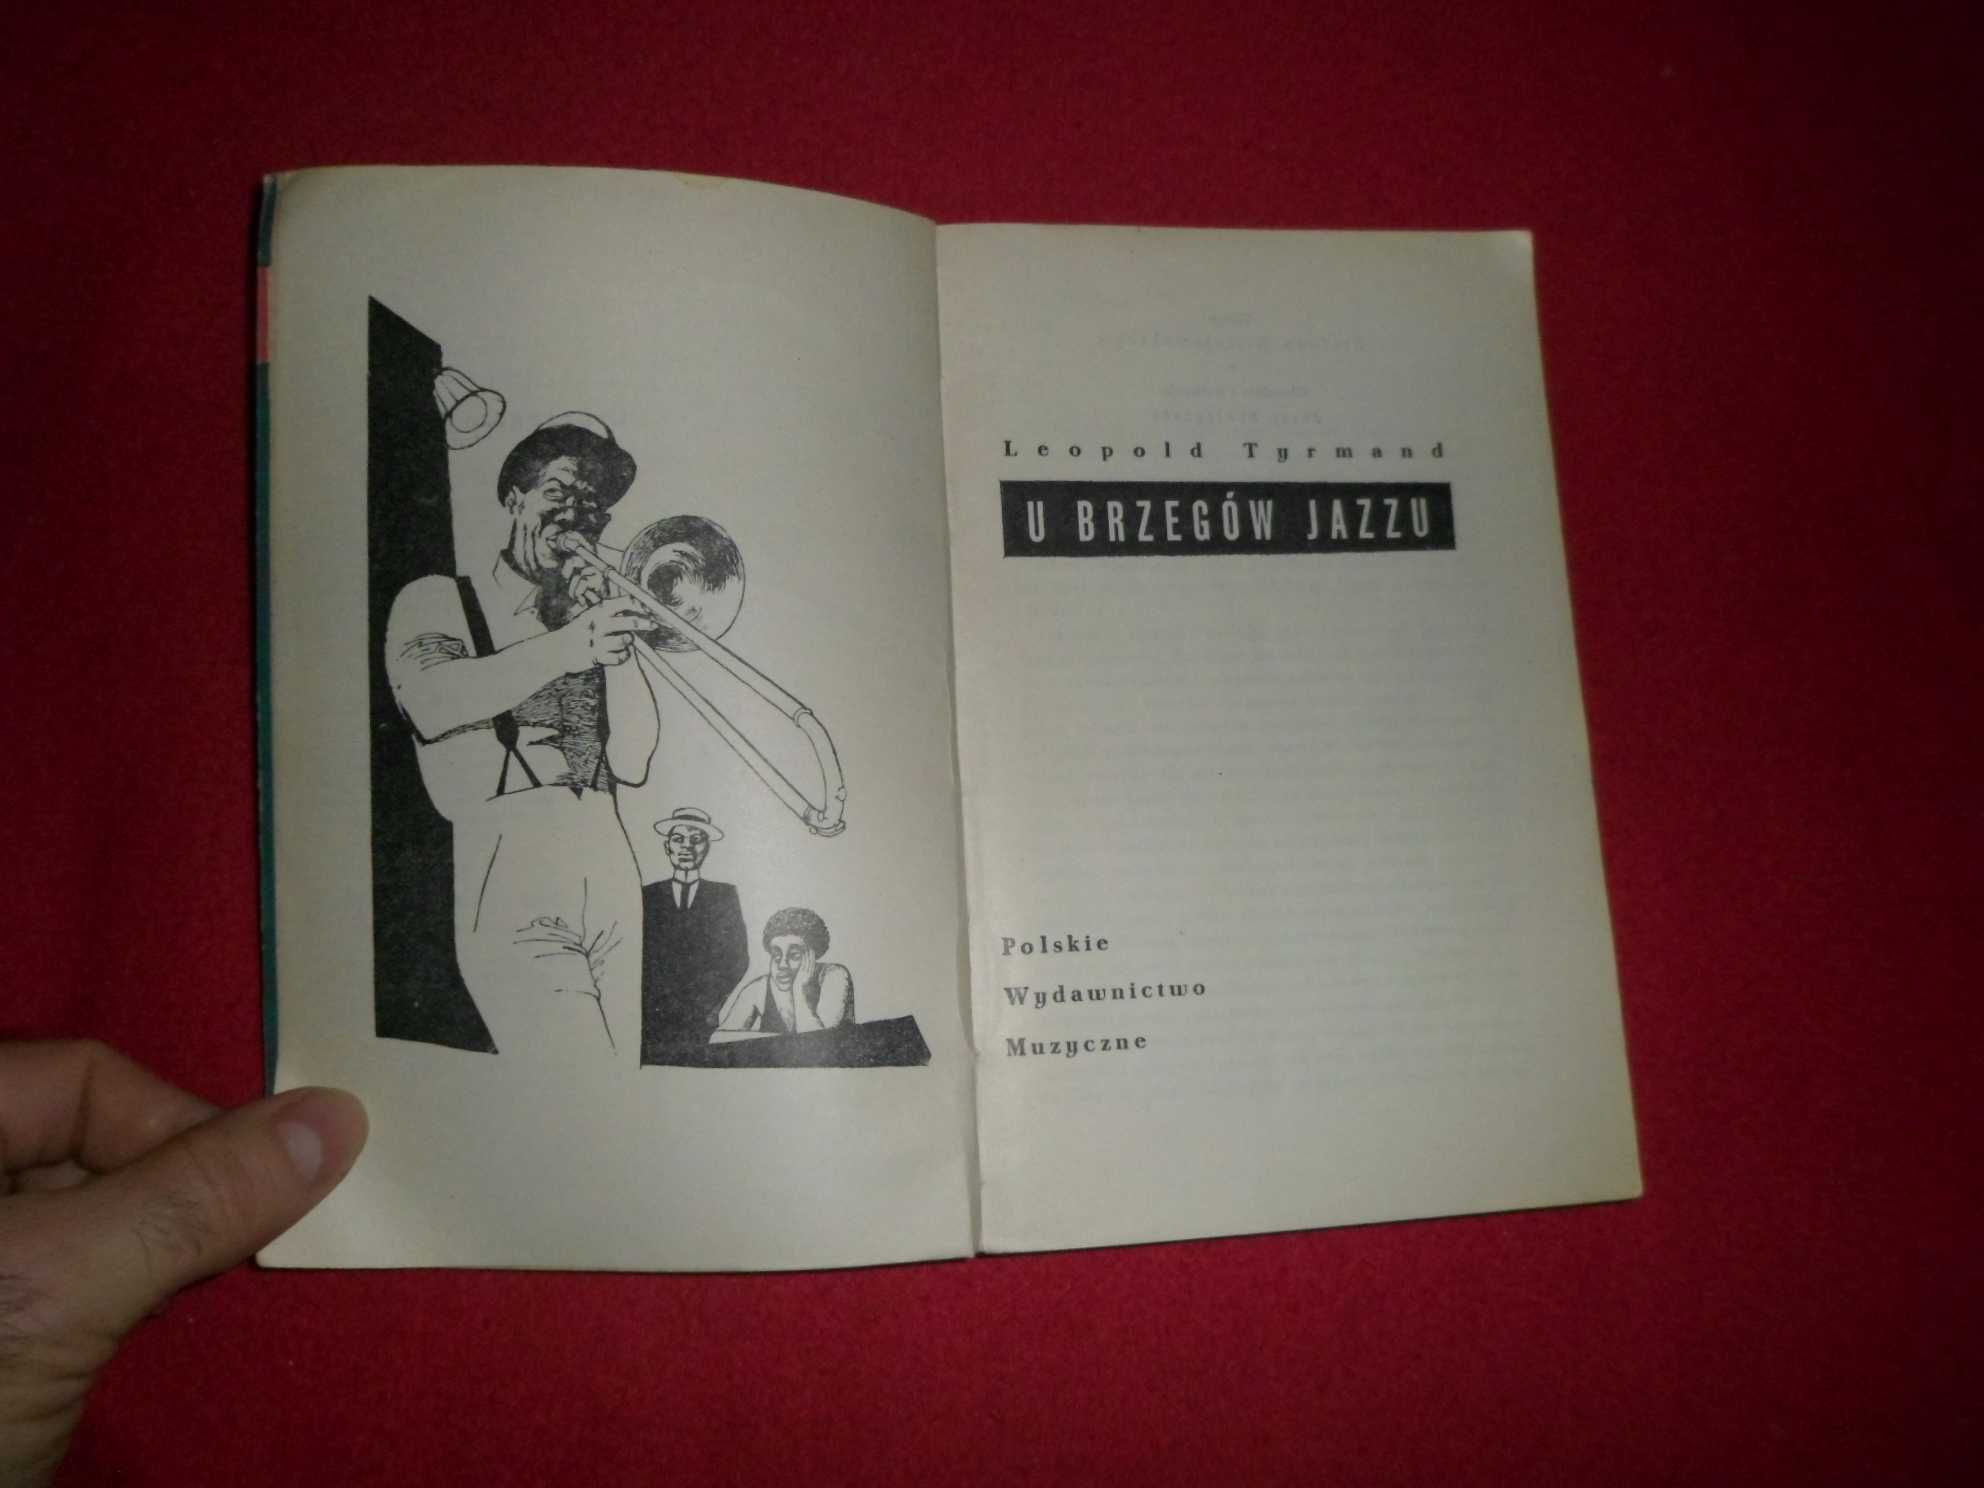 Leopold Tyrmand
U BRZEGÓW JAZZU
Polskie
Wydawnictwo
Muzyczne